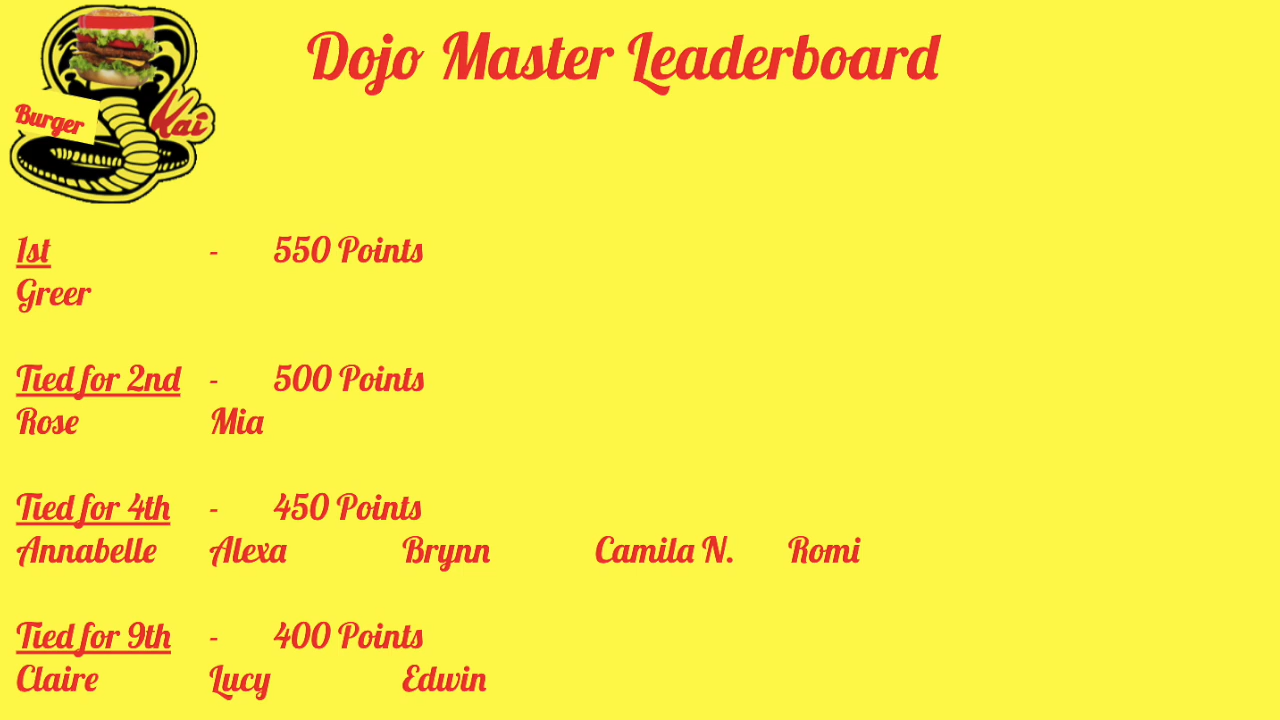 Dojo Master Leaderboard
Burger
Kai
1st - 550 Points
Greer
Tied for 2nd - 500 Points
Rose Mia
Tied for 4th - 450 Points
Annabelle Alexa Brynn Camila N. Romi
Tied for 9th - 400 Points
Claire Lucy Edwin